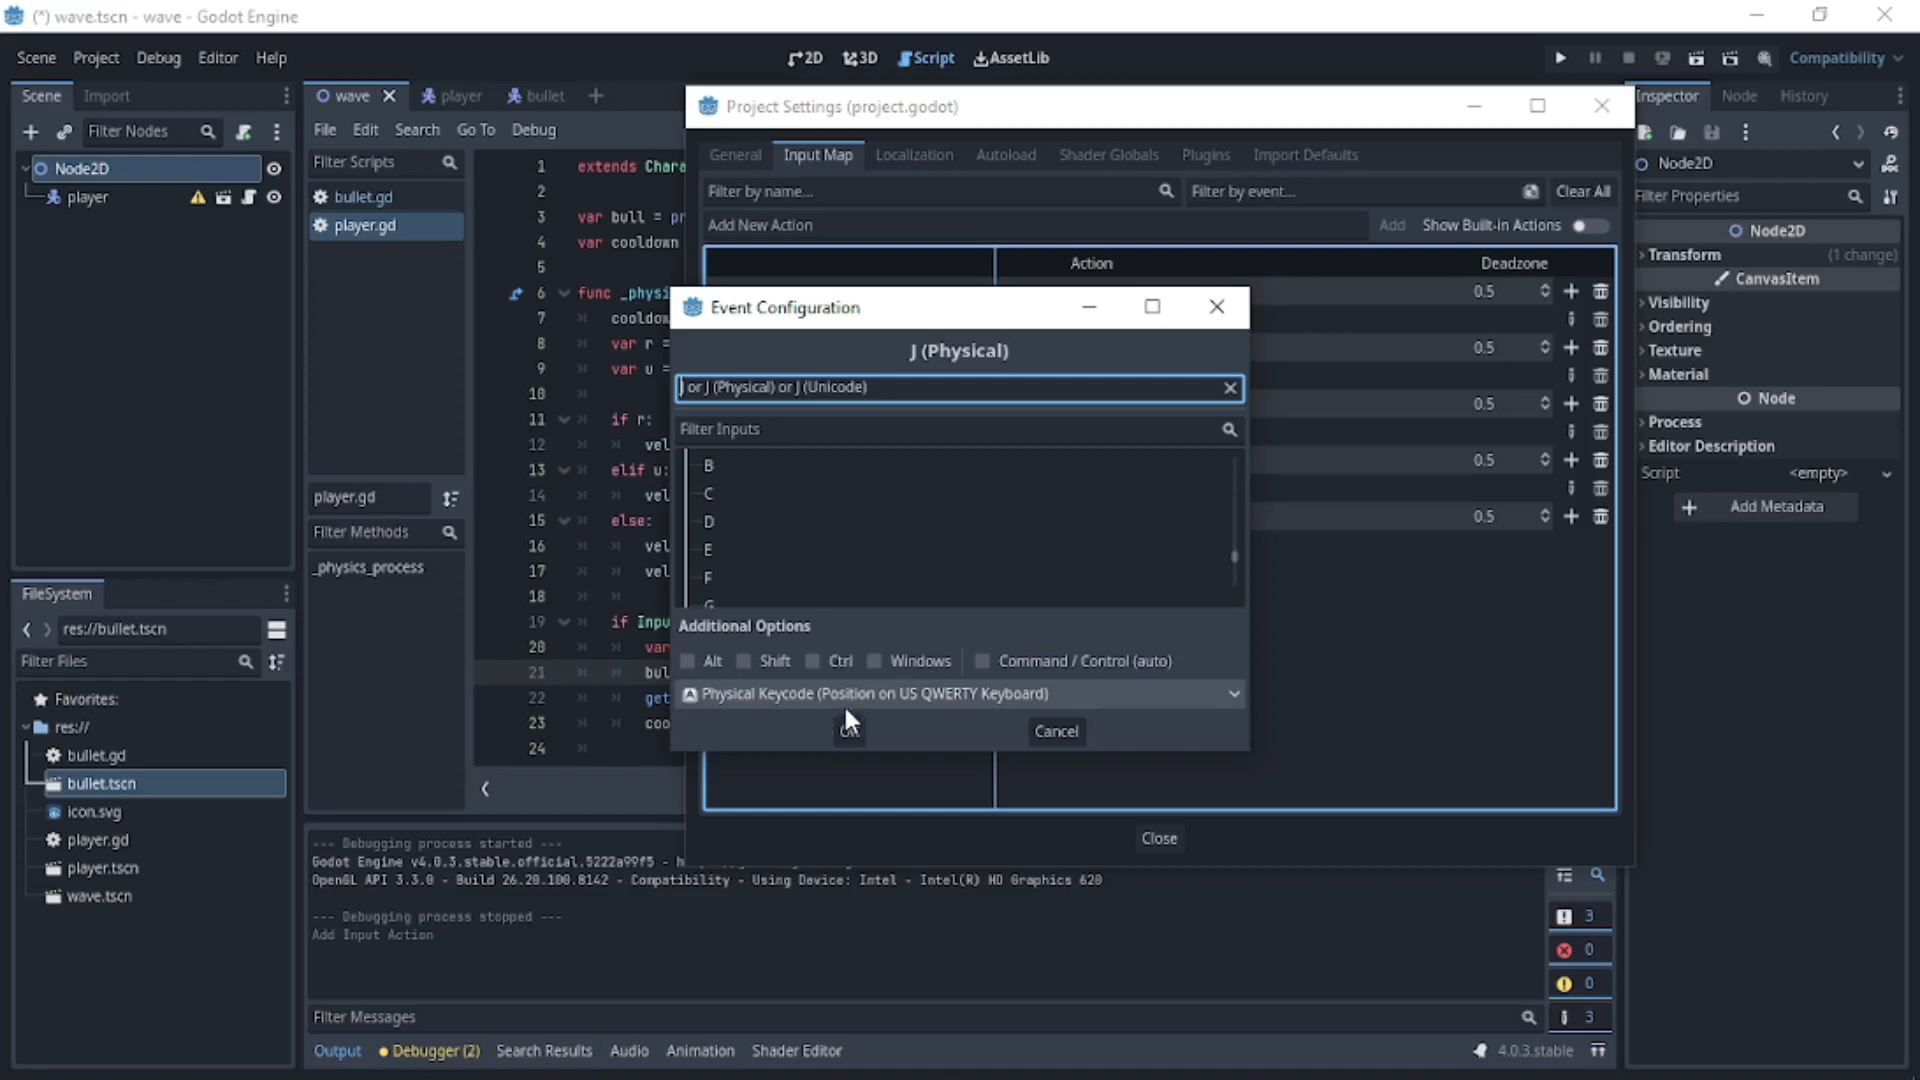 (*) wave.tscn - wave - Godot Engine
Scene Project Debug Editor Help
2D 3D Script AssetLib
Compatibility
Scene Import
Filter Nodes
Node2D
player
wave player bullet
File Edit Search Go To Debug
Filter Scripts
bullet.gd
player.gd
player.gd
Filter Methods
_physics_process
1 extends Chara
2
3 var bull = pr
4 var cooldown
5
6 func _physi
7 cooldow
8 var r =
9 var u =
10
11 if r:
12 vel
13 elif u:
14 vel
15 else:
16 vel
17 vel
18
19 if Inpu
20 var
21 bul
22 get
23 coo
24
Project Settings (project.godot)
General Input Map Localization Autoload Shader Globals Plugins Import Defaults
Filter by name... Filter by event... Clear All
Add New Action Add Show Built-in Actions
Action Deadzone
0.5
0.5
0.5
0.5
0.5
Close
Event Configuration
J (Physical)
J or J (Physical) or J (Unicode)
Filter Inputs
B
C
D
E
F
G
Additional Options
Alt Shift Ctrl Windows Command / Control (auto)
Physical Keycode (Position on US QWERTY Keyboard)
Cancel
Inspector Node History
Node2D
Filter Properties
Node2D
Transform (1 change)
CanvasItem
Visibility
Ordering
Texture
Material
Node
Process
Editor Description
Script <empty>
Add Metadata
FileSystem
res://bullet.tscn
Filter Files
Favorites:
res://
bullet.gd
bullet.tscn
icon.svg
player.gd
player.tscn
wave.tscn
--- Debugging process started ---
Godot Engine v4.0.3.stable.official.5222a99f5 - h
OpenGL API 3.3.0 - Build 26.20.100.8142 - Compatibility - Using Device: Intel - Intel(R) HD Graphics 620
--- Debugging process stopped ---
Add Input Action
3
0
0
3
Filter Messages
Output Debugger (2) Search Results Audio Animation Shader Editor
4.0.3.stable